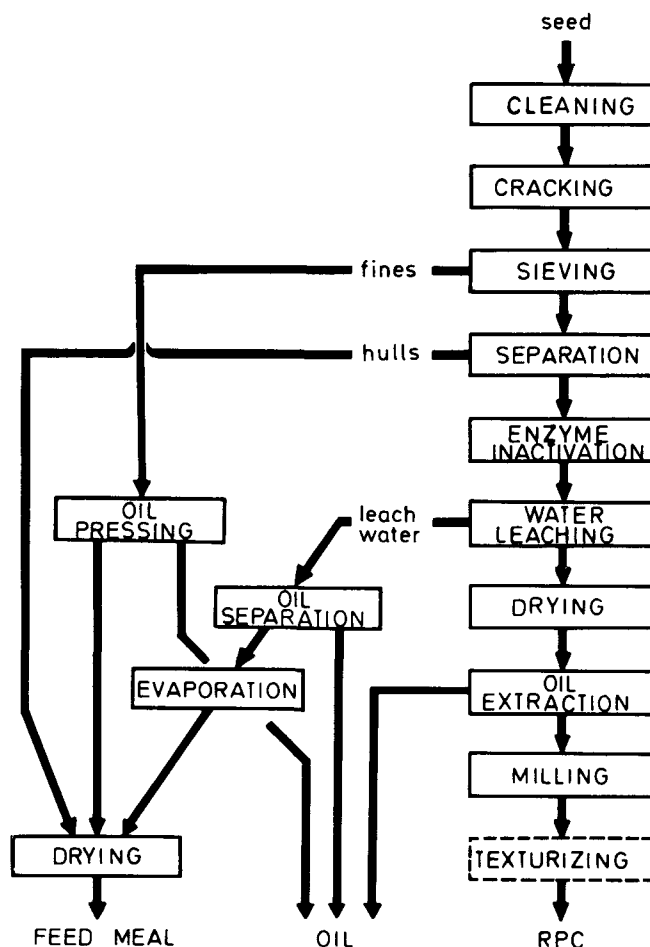 seed
CLEANING
CRACKING
fines
SIEVING
hulls
SEPARATION
ENZYME
INACTIVATION
OIL
PRESSING
leach
water
WATER
LEACHING
OIL
SEPARATION
DRYING
EVAPORATION
OIL
EXTRACTION
MILLING
DRYING
TEXTURIZING
FEED MEAL
OIL
RPC